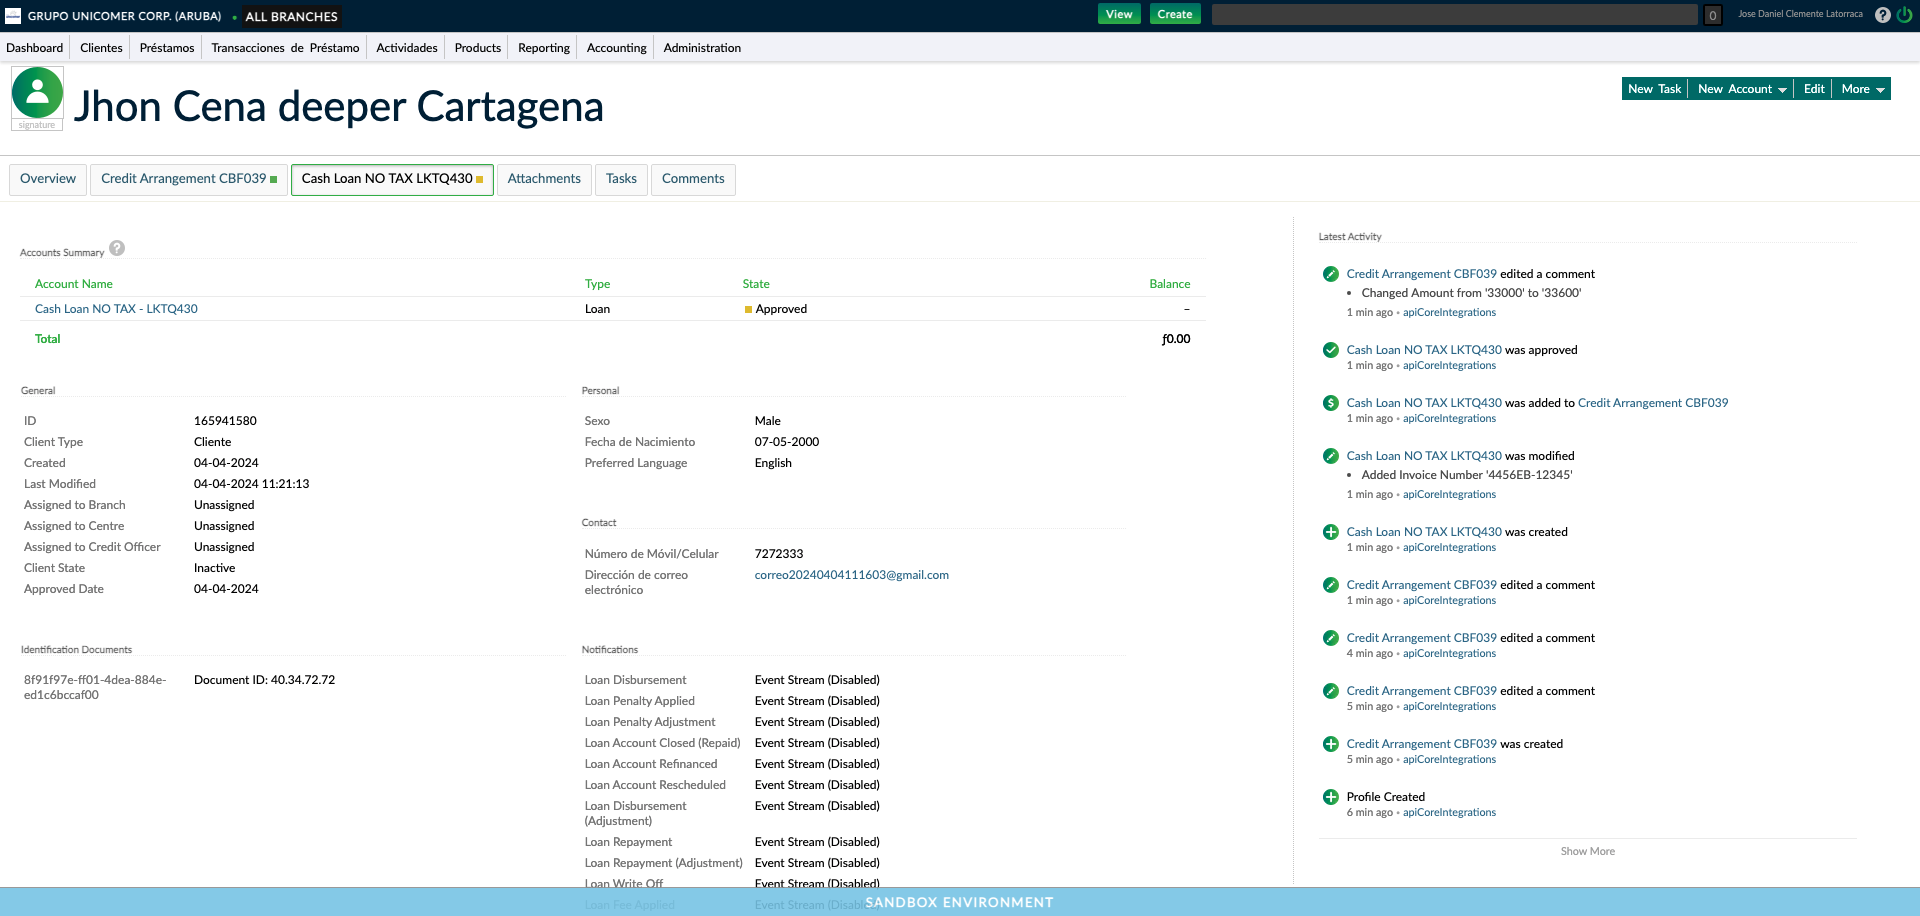 GRUPO UNICOMER CORP. (ARUBA) • ALL BRANCHES
View Create 0 Jose Daniel Clemente Latorraca ?
Dashboard Clientes Préstamos Transacciones de Préstamo Actividades Products Reporting Accounting Administration
signature
Jhon Cena deeper Cartagena
New Task New Account Edit More
Overview Credit Arrangement CBF039 Cash Loan NO TAX LKTQ430 Attachments Tasks Comments
Accounts Summary ?
Account Name Type State Balance
Cash Loan NO TAX - LKTQ430 Loan Approved –
Total ƒ0.00
General
ID 165941580
Client Type Cliente
Created 04-04-2024
Last Modified 04-04-2024 11:21:13
Assigned to Branch Unassigned
Assigned to Centre Unassigned
Assigned to Credit Officer Unassigned
Client State Inactive
Approved Date 04-04-2024
Identification Documents
8f91f97e-ff01-4dea-884e-
ed1c6bccaf00
Document ID: 40.34.72.72
Personal
Sexo Male
Fecha de Nacimiento 07-05-2000
Preferred Language English
Contact
Número de Móvil/Celular 7272333
Dirección de correo
electrónico
correo20240404111603@gmail.com
Notifications
Loan Disbursement Event Stream (Disabled)
Loan Penalty Applied Event Stream (Disabled)
Loan Penalty Adjustment Event Stream (Disabled)
Loan Account Closed (Repaid) Event Stream (Disabled)
Loan Account Refinanced Event Stream (Disabled)
Loan Account Rescheduled Event Stream (Disabled)
Loan Disbursement
(Adjustment)
Event Stream (Disabled)
Loan Repayment Event Stream (Disabled)
Loan Repayment (Adjustment) Event Stream (Disabled)
Loan Write Off Event Stream (Disabled)
Loan Fee Applied Event Stream (Disabled)
Latest Activity
Credit Arrangement CBF039 edited a comment
• Changed Amount from '33000' to '33600'
1 min ago • apiCoreIntegrations
Cash Loan NO TAX LKTQ430 was approved
1 min ago • apiCoreIntegrations
Cash Loan NO TAX LKTQ430 was added to Credit Arrangement CBF039
1 min ago • apiCoreIntegrations
Cash Loan NO TAX LKTQ430 was modified
• Added Invoice Number '4456EB-12345'
1 min ago • apiCoreIntegrations
Cash Loan NO TAX LKTQ430 was created
1 min ago • apiCoreIntegrations
Credit Arrangement CBF039 edited a comment
1 min ago • apiCoreIntegrations
Credit Arrangement CBF039 edited a comment
4 min ago • apiCoreIntegrations
Credit Arrangement CBF039 edited a comment
5 min ago • apiCoreIntegrations
Credit Arrangement CBF039 was created
5 min ago • apiCoreIntegrations
Profile Created
6 min ago • apiCoreIntegrations
Show More
SANDBOX ENVIRONMENT